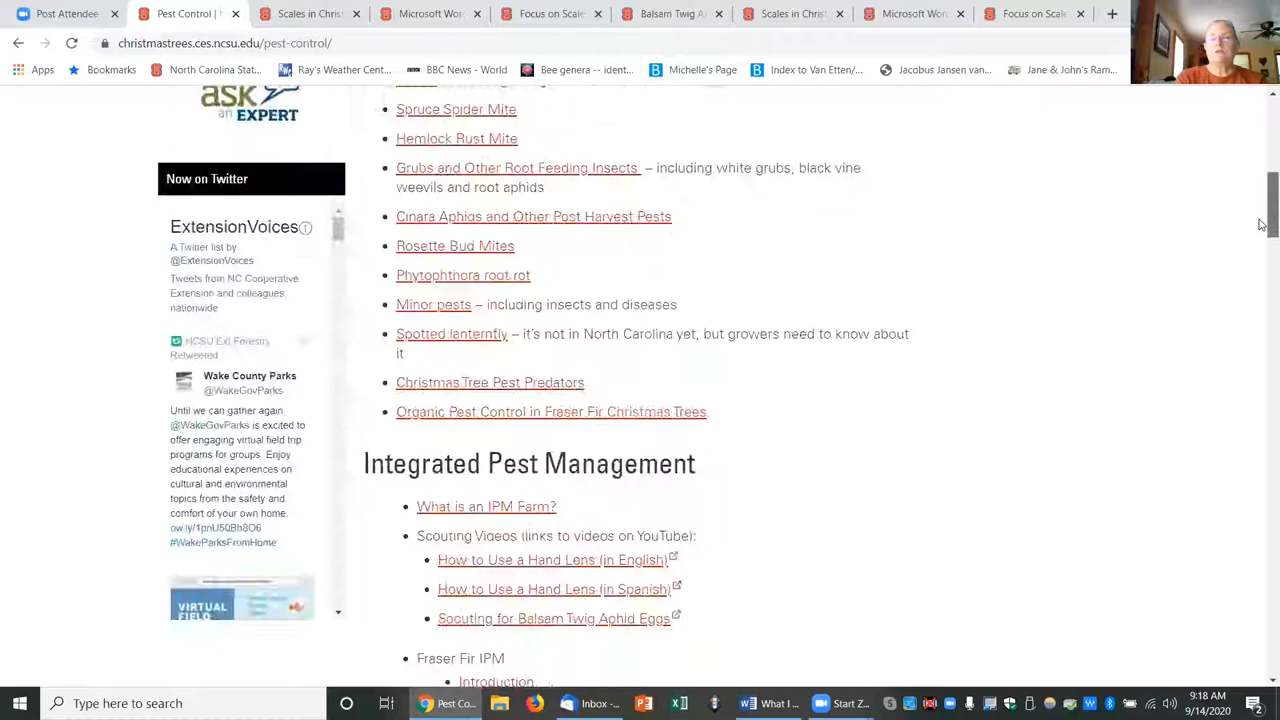 Post Attende
Pest Control |
Scales in Chris
Microsoft Wor
Focus on Scale
Balsam Twig A
Scales in Chris
Microsoft Wor
Focus on Scale
christmastrees.ces.ncsu.edu/pest-control/
Apps
Bookmarks
North Carolina Stat...
Ray's Weather Cent...
BBC News - World
Bee genera -- ident...
Michelle's Page
Index to Van Etten/...
Jacobus Jansen van...
Jane & John's Ram...
ask
an EXPERT
Now on Twitter
ExtensionVoices
A Twitter list by
@ExtensionVoices
Tweets from NC Cooperative
Extension and colleagues,
nationwide
NCSU Ext Forestry
Retweeted
Wake County Parks
@WakeGovParks
Until we can gather again,
@WakeGovParks is excited to
offer engaging virtual field trip
programs for groups. Enjoy
educational experiences on
cultural and environmental
topics from the safety and
comfort of your own home.
ow.ly/1pnU50Bh8O6
#WakeParksFromHome
VIRTUAL
FIELD
Spruce Spider Mite
Hemlock Rust Mite
Grubs and Other Root Feeding Insects – including white grubs, black vine
weevils and root aphids
Cinara Aphids and Other Post Harvest Pests
Rosette Bud Mites
Phytophthora root rot
Minor pests – including insects and diseases
Spotted lanternfly – it's not in North Carolina yet, but growers need to know about
it
Christmas Tree Pest Predators
Organic Pest Control in Fraser Fir Christmas Trees
Integrated Pest Management
What is an IPM Farm?
Scouting Videos (links to videos on YouTube):
How to Use a Hand Lens (in English)
How to Use a Hand Lens (in Spanish)
Scouting for Balsam Twig Aphid Eggs
Fraser Fir IPM
Introduction
Type here to search
Pest Co...
Inbox - ...
What I ...
Start Z...
9:18 AM
9/14/2020